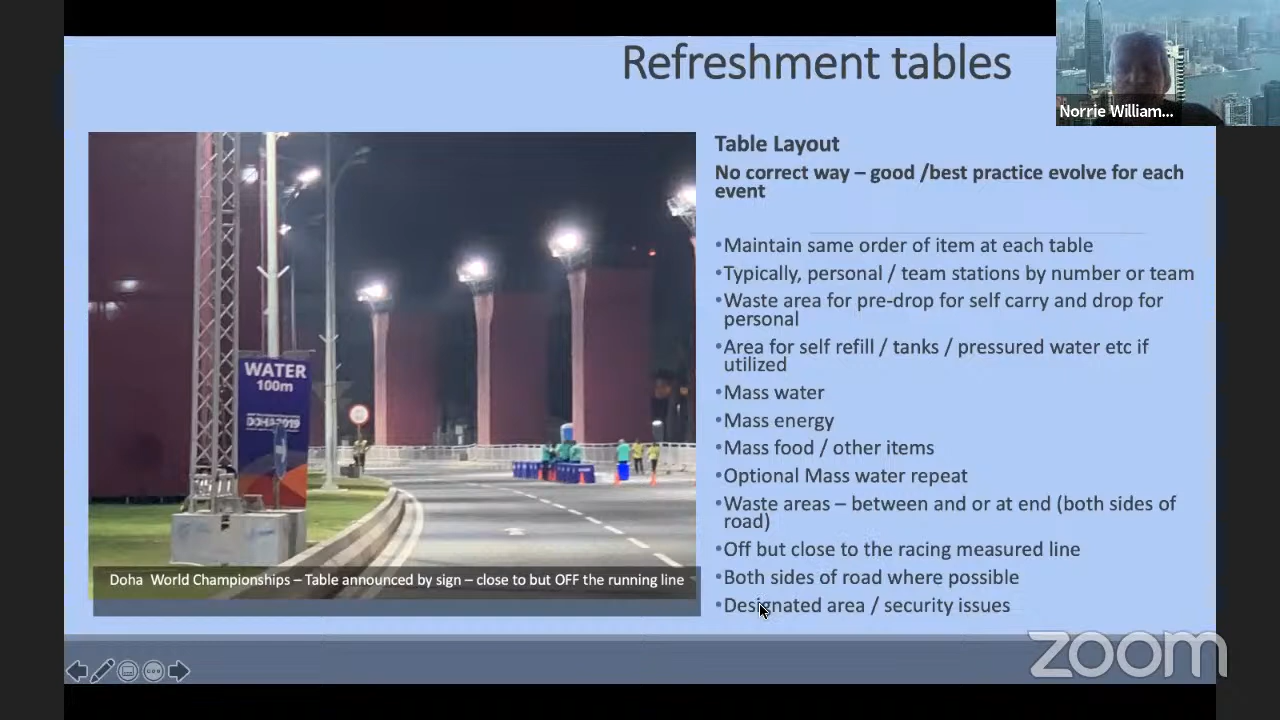 Refreshment tables
Norrie William...
Table Layout
No correct way – good /best practice evolve for each
event
•Maintain same order of item at each table
•Typically, personal / team stations by number or team
•Waste area for pre-drop for self carry and drop for
personal
•Area for self refill / tanks / pressured water etc if
utilized
•Mass water
•Mass energy
•Mass food / other items
•Optional Mass water repeat
•Waste areas – between and or at end (both sides of
road)
•Off but close to the racing measured line
•Both sides of road where possible
•Designated area / security issues
WATER
100m
DOHA2019
Doha World Championships – Table announced by sign – close to but OFF the running line
zoom